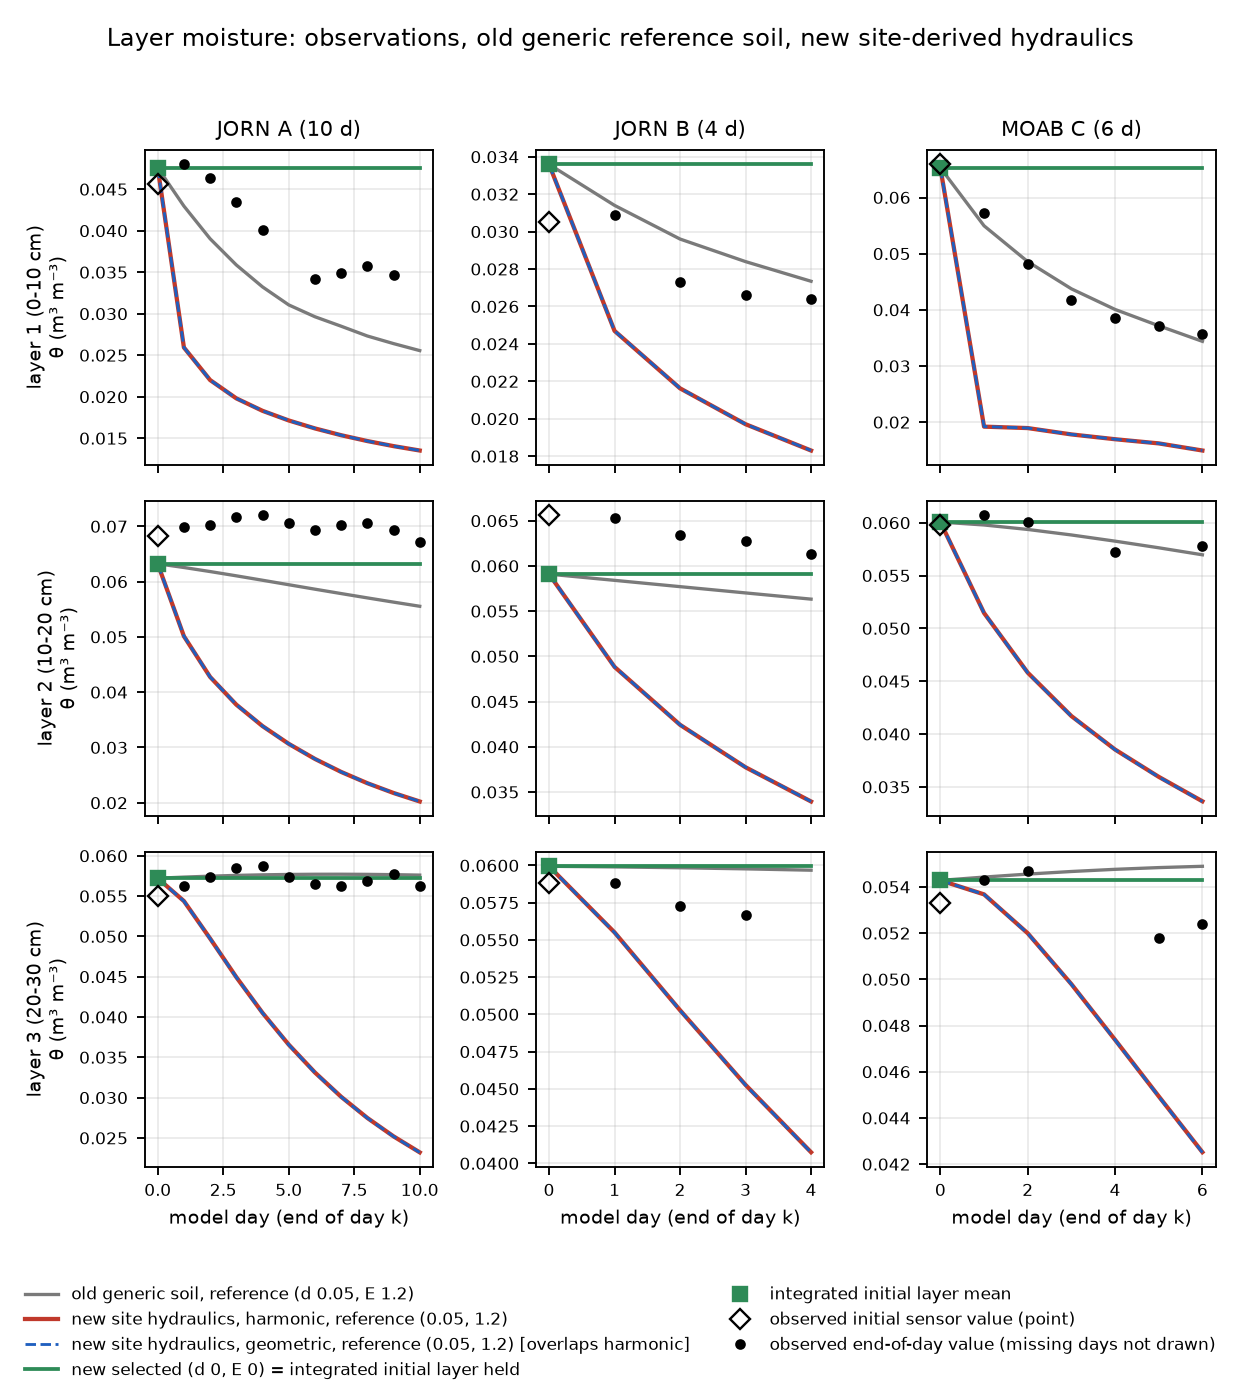 Layer moisture: observations, old generic reference soil, new site-derived hydraulics
JORN A (10 d)
JORN B (4 d)
MOAB C (6 d)
layer 1 (0-10 cm)
θ (m³ m⁻³)
0.045
0.040
0.035
0.030
0.025
0.020
0.015
0.034
0.032
0.030
0.028
0.026
0.024
0.022
0.020
0.018
0.06
0.05
0.04
0.03
0.02
layer 2 (10-20 cm)
θ (m³ m⁻³)
0.07
0.06
0.05
0.04
0.03
0.02
0.065
0.060
0.055
0.050
0.045
0.040
0.035
0.060
0.055
0.050
0.045
0.040
0.035
layer 3 (20-30 cm)
θ (m³ m⁻³)
0.060
0.055
0.050
0.045
0.040
0.035
0.030
0.025
0.0600
0.0575
0.0550
0.0525
0.0500
0.0475
0.0450
0.0425
0.0400
0.054
0.052
0.050
0.048
0.046
0.044
0.042
0.0 2.5 5.0 7.5 10.0
0 1 2 3 4
0 2 4 6
model day (end of day k)
model day (end of day k)
model day (end of day k)
old generic soil, reference (d 0.05, E 1.2)
new site hydraulics, harmonic, reference (0.05, 1.2)
new site hydraulics, geometric, reference (0.05, 1.2) [overlaps harmonic]
new selected (d 0, E 0) = integrated initial layer held
integrated initial layer mean
observed initial sensor value (point)
observed end-of-day value (missing days not drawn)